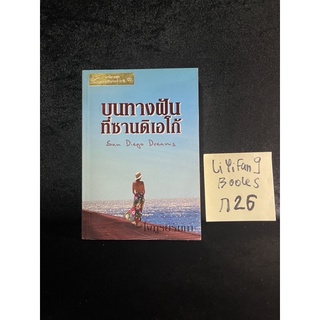 บนทางฝัน
ที่ซานดิเอโก้
San Diego Dreams
LiYiFang
Books
ก26